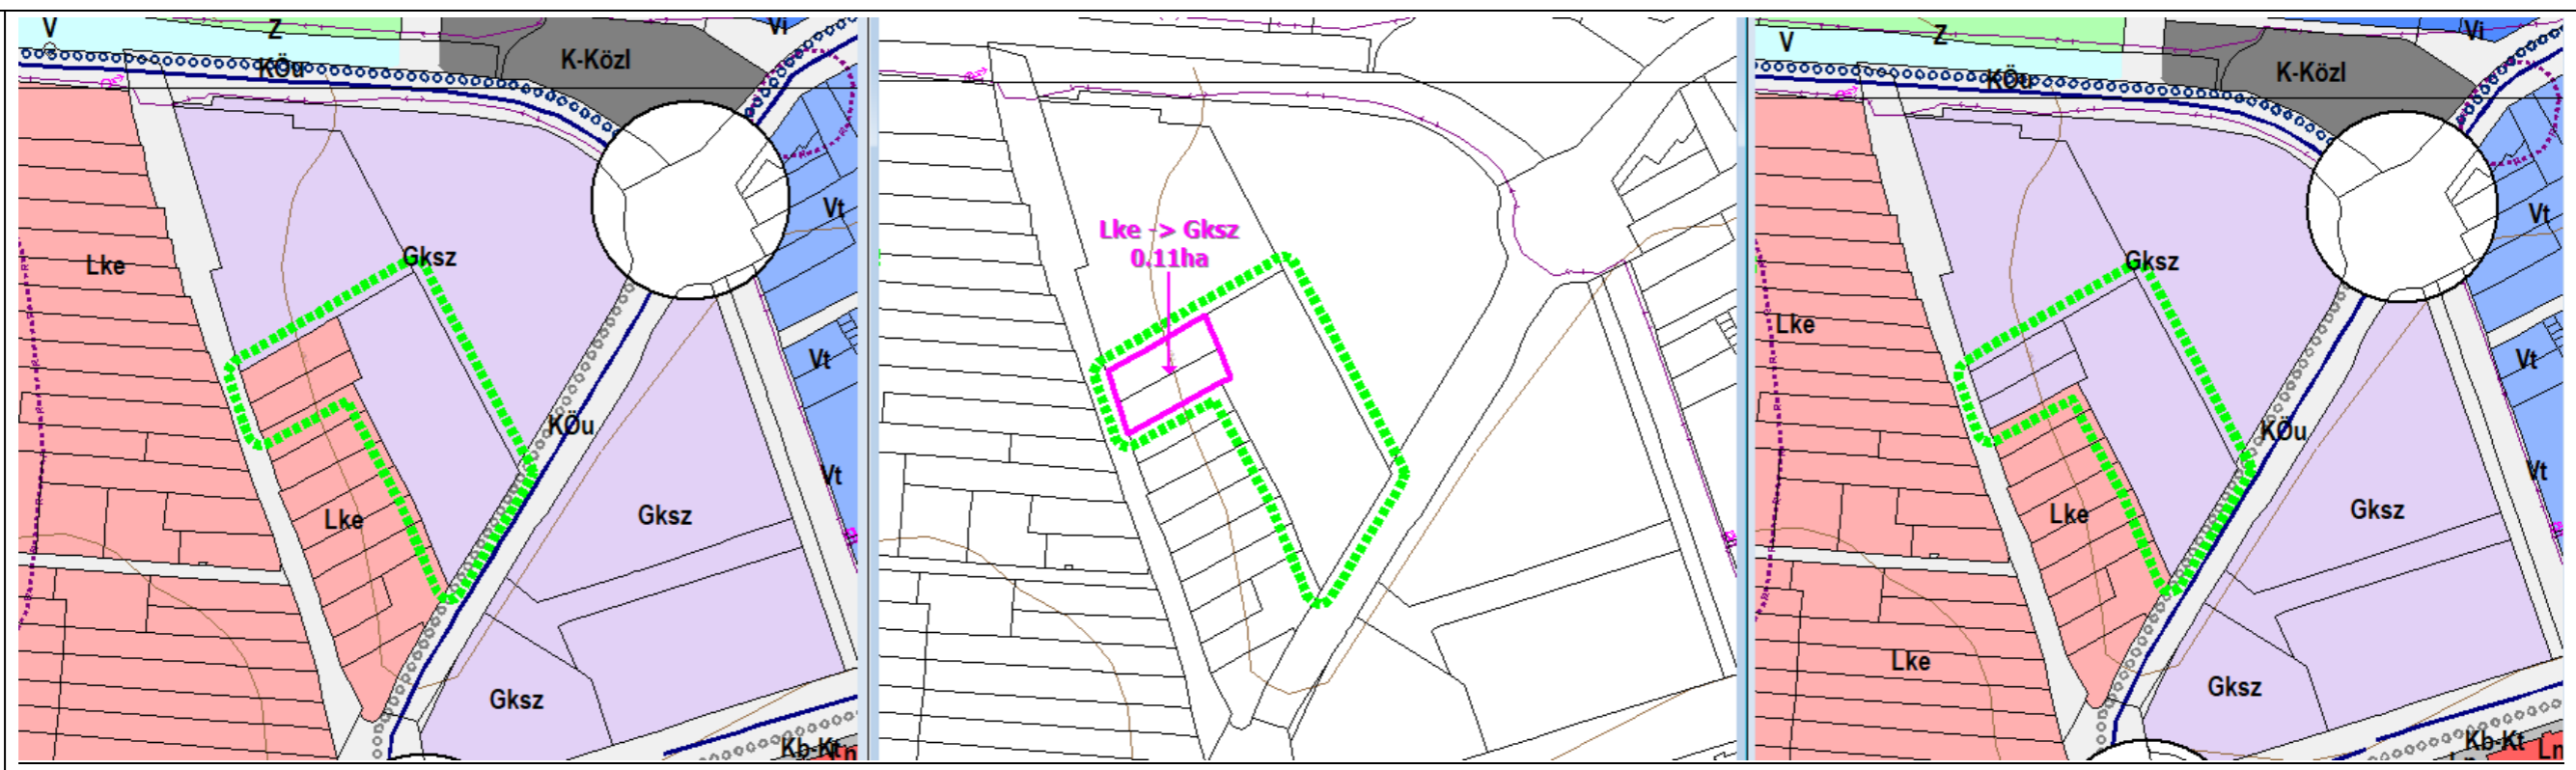 V
Z
KÖu
K-Közl
Vi
Lke
Gksz
Vt
Vt
KÖu
Vt
Lke
Gksz
Gksz
Kb-Kt
Lke -> Gksz
0.11ha
V
Z
KÖu
K-Közl
Vi
Vt
Gksz
Lke
Vt
KÖu
Vt
Lke
Gksz
Lke
Gksz
Kb-Kt